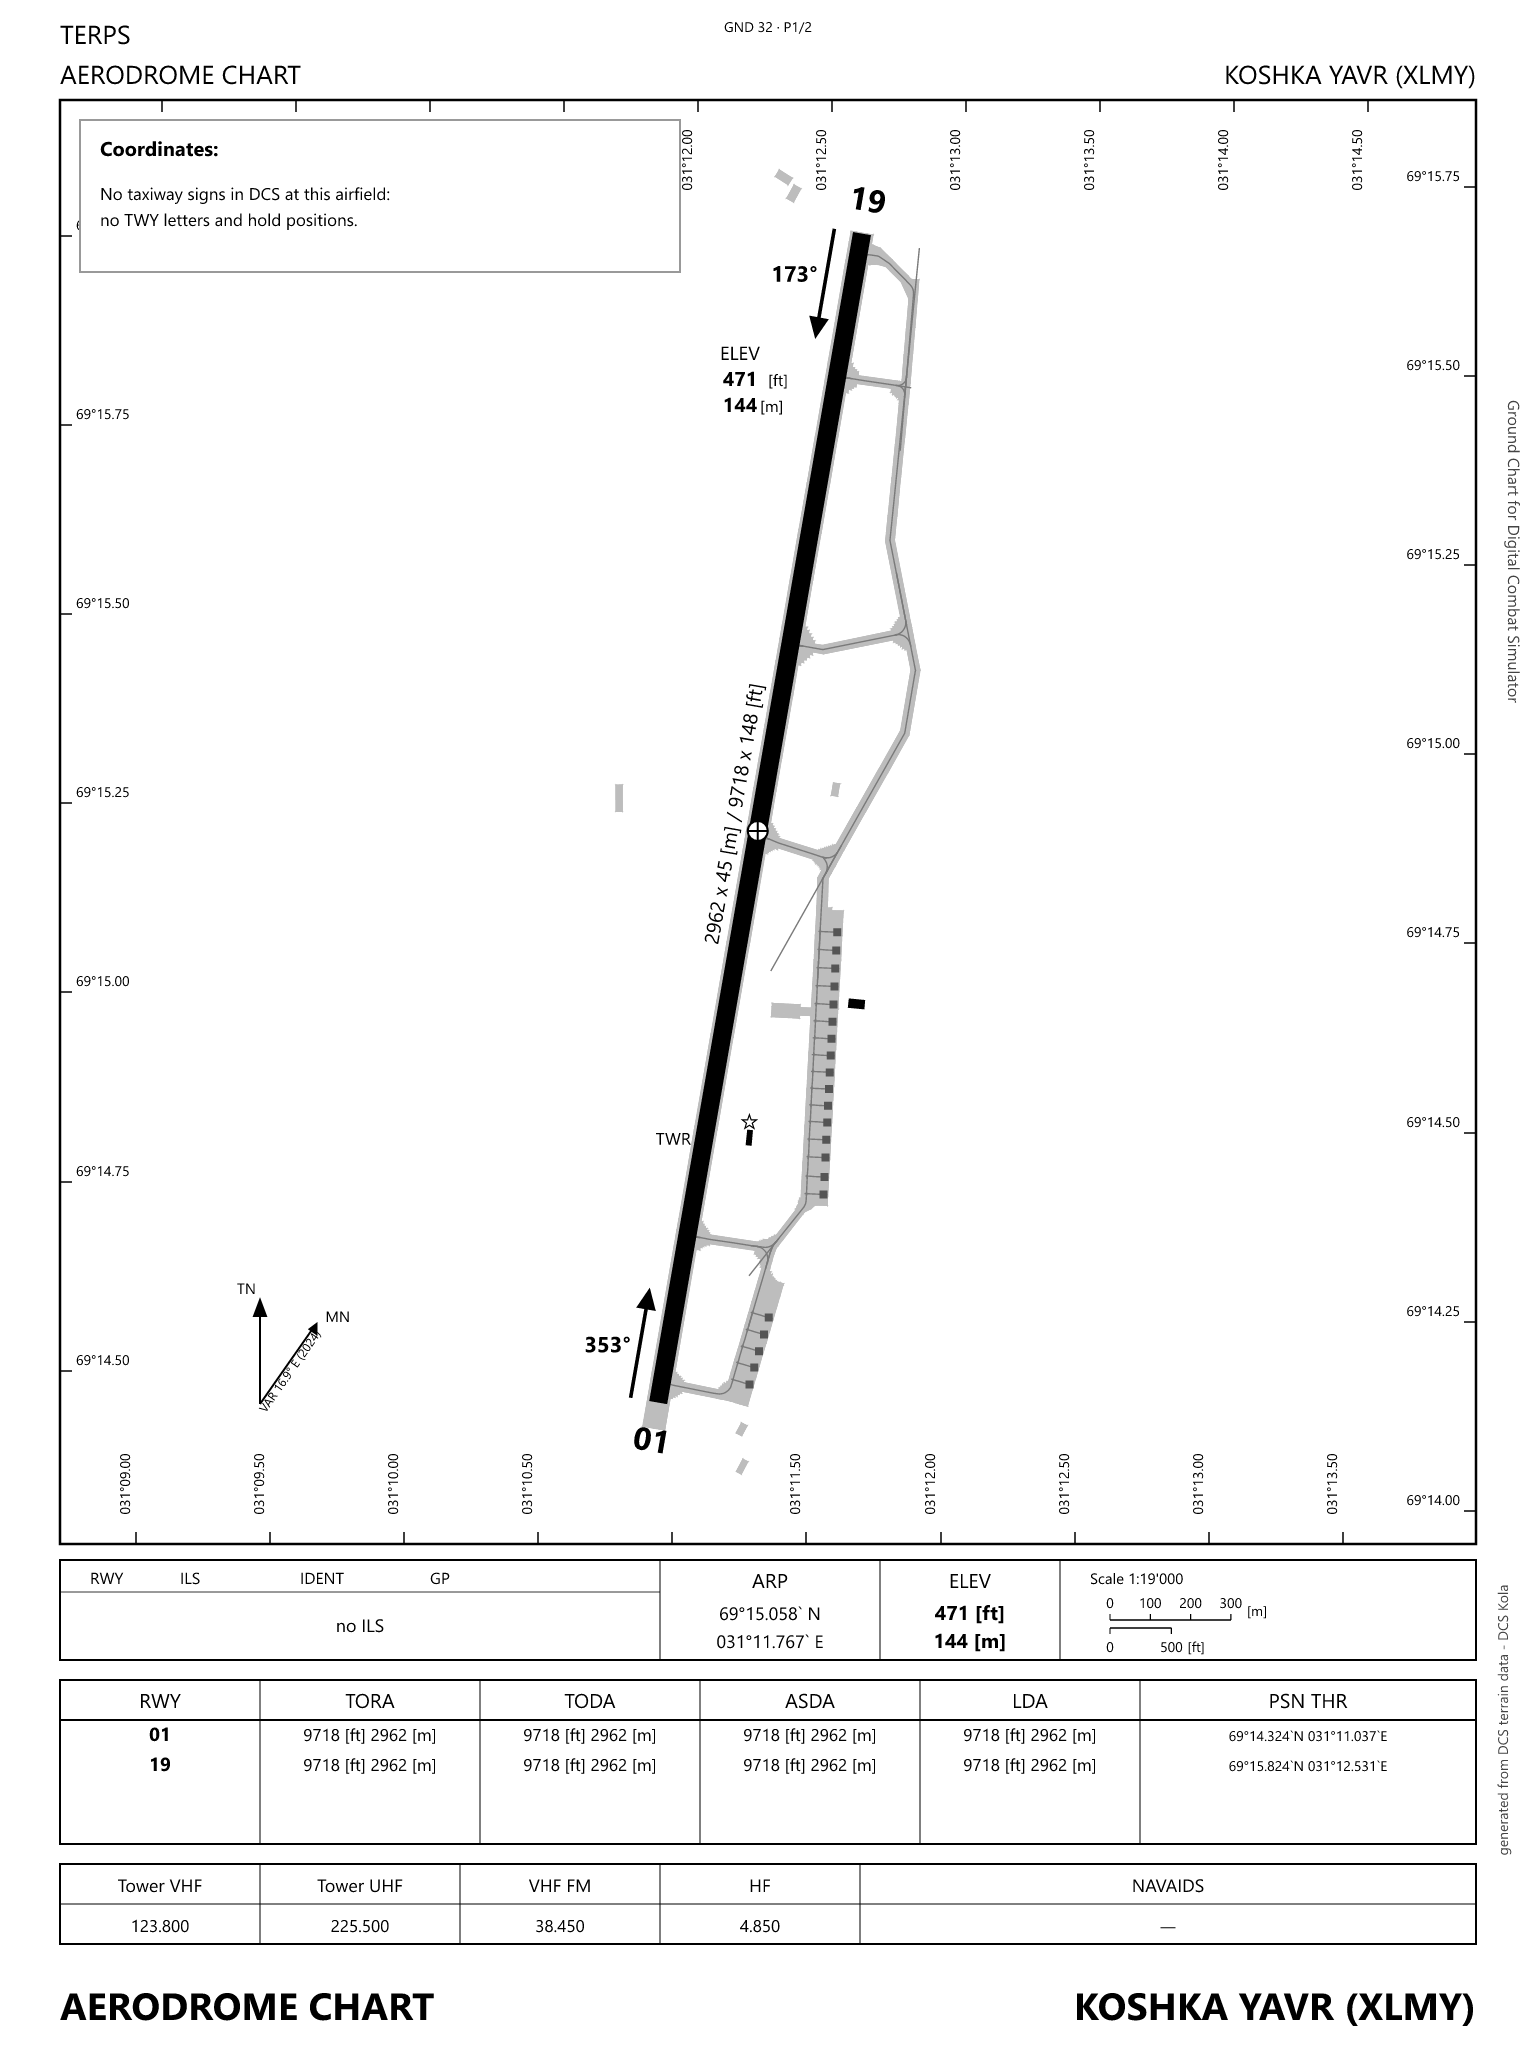 GND 32 · P1/2
TERPS
AERODROME CHART
KOSHKA YAVR (XLMY)
Coordinates:
No taxiway signs in DCS at this airfield:
no TWY letters and hold positions.
031°12.00
031°12.50
031°13.00
031°13.50
031°14.00
031°14.50
69°15.75
69°15.50
69°15.25
69°15.00
69°14.75
69°14.50
69°14.25
69°14.00
69°15.75
69°15.50
69°15.25
69°15.00
69°14.75
69°14.50
19
173°
ELEV
471 [ft]
144 [m]
2962 x 45 [m] / 9718 x 148 [ft]
TWR
353°
01
TN
MN
VAR 16.9° E (2024)
031°09.00
031°09.50
031°10.00
031°10.50
031°11.50
031°12.00
031°12.50
031°13.00
031°13.50
Ground Chart for Digital Combat Simulator
RWY ILS IDENT GP
no ILS
ARP
69°15.058` N
031°11.767` E
ELEV
471 [ft]
144 [m]
Scale 1:19'000
0 100 200 300 [m]
0 500 [ft]
RWY TORA TODA ASDA LDA PSN THR
01 9718 [ft] 2962 [m] 9718 [ft] 2962 [m] 9718 [ft] 2962 [m] 9718 [ft] 2962 [m] 69°14.324`N 031°11.037`E
19 9718 [ft] 2962 [m] 9718 [ft] 2962 [m] 9718 [ft] 2962 [m] 9718 [ft] 2962 [m] 69°15.824`N 031°12.531`E
generated from DCS terrain data - DCS Kola
Tower VHF Tower UHF VHF FM HF NAVAIDS
123.800 225.500 38.450 4.850 —
AERODROME CHART
KOSHKA YAVR (XLMY)